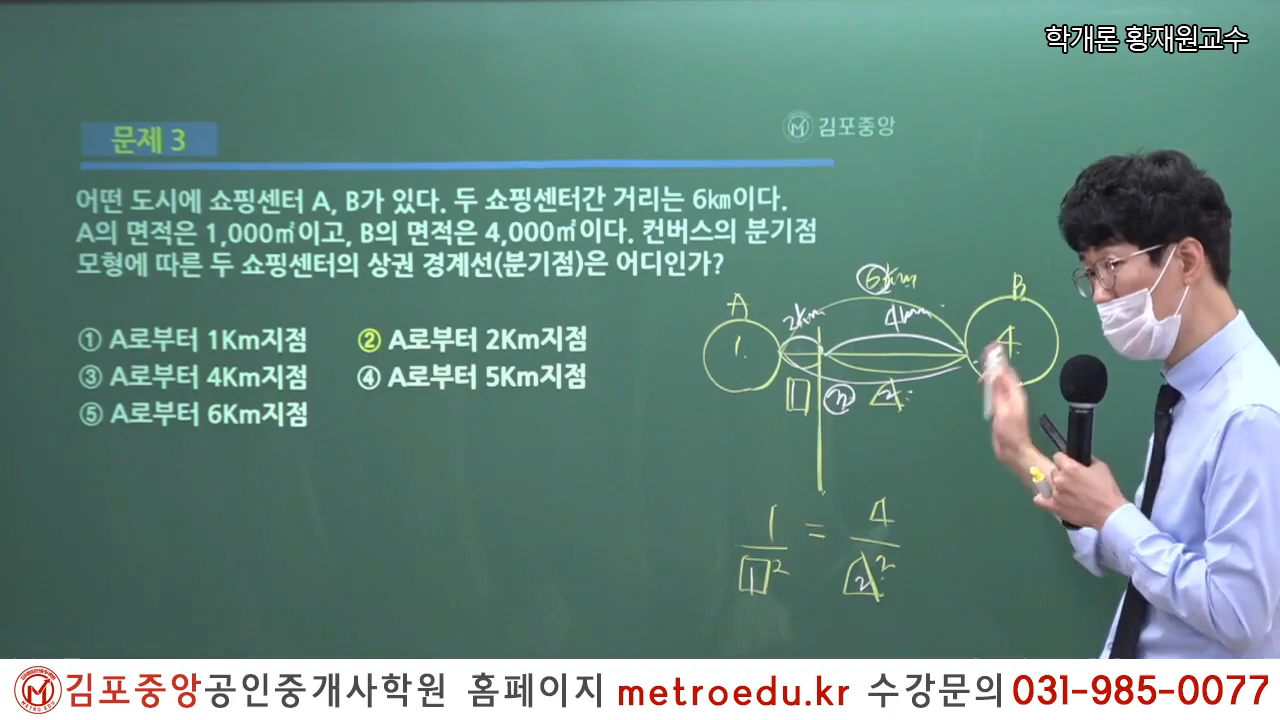 학개론 황재원교수
문제 3
김포중앙
어떤 도시에 쇼핑센터 A, B가 있다. 두 쇼핑센터간 거리는 6㎞이다.
A의 면적은 1,000㎡이고, B의 면적은 4,000㎡이다. 컨버스의 분기점
모형에 따른 두 쇼핑센터의 상권 경계선(분기점)은 어디인가?
① A로부터 1Km지점 ② A로부터 2Km지점
③ A로부터 4Km지점 ④ A로부터 5Km지점
⑤ A로부터 6Km지점
6km
A B
2km 4km
1 4
1 2
1 = 4
1 2 2 2
김포중앙공인중개사학원 홈페이지 metroedu.kr 수강문의 031-985-0077
METRO EDU